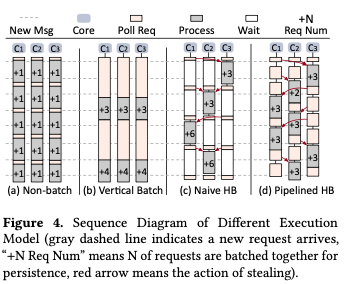 New Msg Core Poll Req Process Wait +N Req Num
C1 C2 C3 C1 C2 C3 C1 C2 C3 C1 C2 C3
+1 +1 +1 +3
+3
+1 +1 +1 +2
+1 +1 +1 +3 +3 +3 +3 +3
+1 +1 +1 +6 +3 +3
+1 +1 +1 +6 +3
+1 +1 +1 +4 +4 +4 +3
(a) Non-batch (b) Vertical Batch (c) Naive HB (d) Pipelined HB
Figure 4. Sequence Diagram of Different Execution
Model (gray dashed line indicates a new request arrives,
“+N Req Num” means N of requests are batched together for
persistence, red arrow means the action of stealing).